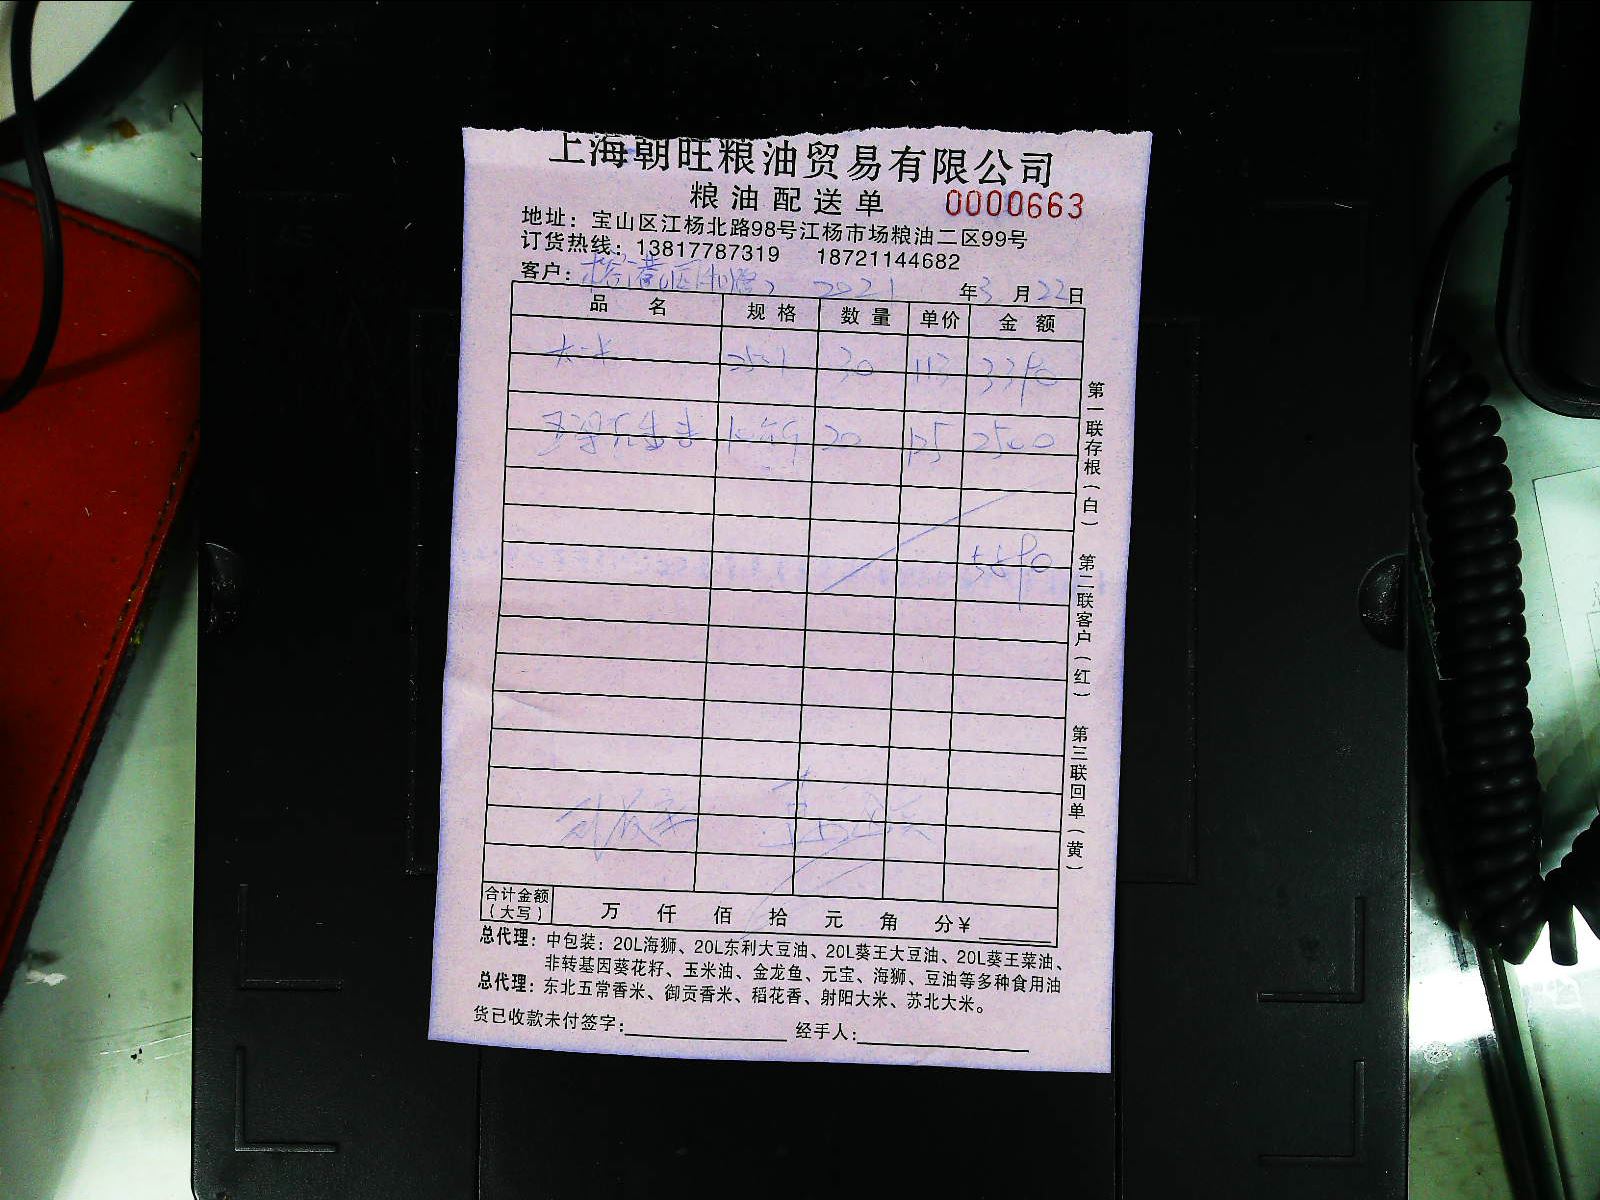 上海朝旺粮油贸易有限公司
粮油配送单 0000663
地址：宝山区江杨北路98号江杨市场粮油二区99号
订货热线：13817787319 18721144682
客户： 2021 年3月22日
品 名 规 格 数 量 单价 金 额
大米 30 113 3390
20 125 2500
5890
合计金额（大写） 万 仟 佰 拾 元 角 分¥
总代理：中包装：20L海狮、20L东利大豆油、20L葵王大豆油、20L葵王菜油、
非转基因葵花籽、玉米油、金龙鱼、元宝、海狮、豆油等多种食用油
总代理：东北五常香米、御贡香米、稻花香、射阳大米、苏北大米。
货已收款未付签字： 经手人：
第一联存根（白）
第二联客户（红）
第三联回单（黄）